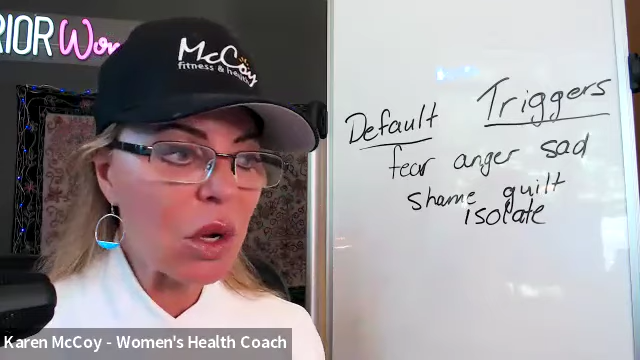 RIOR Wo
McCoy
fitness & health
Default Triggers
fear anger sad
shame guilt
isolate
Karen McCoy - Women's Health Coach